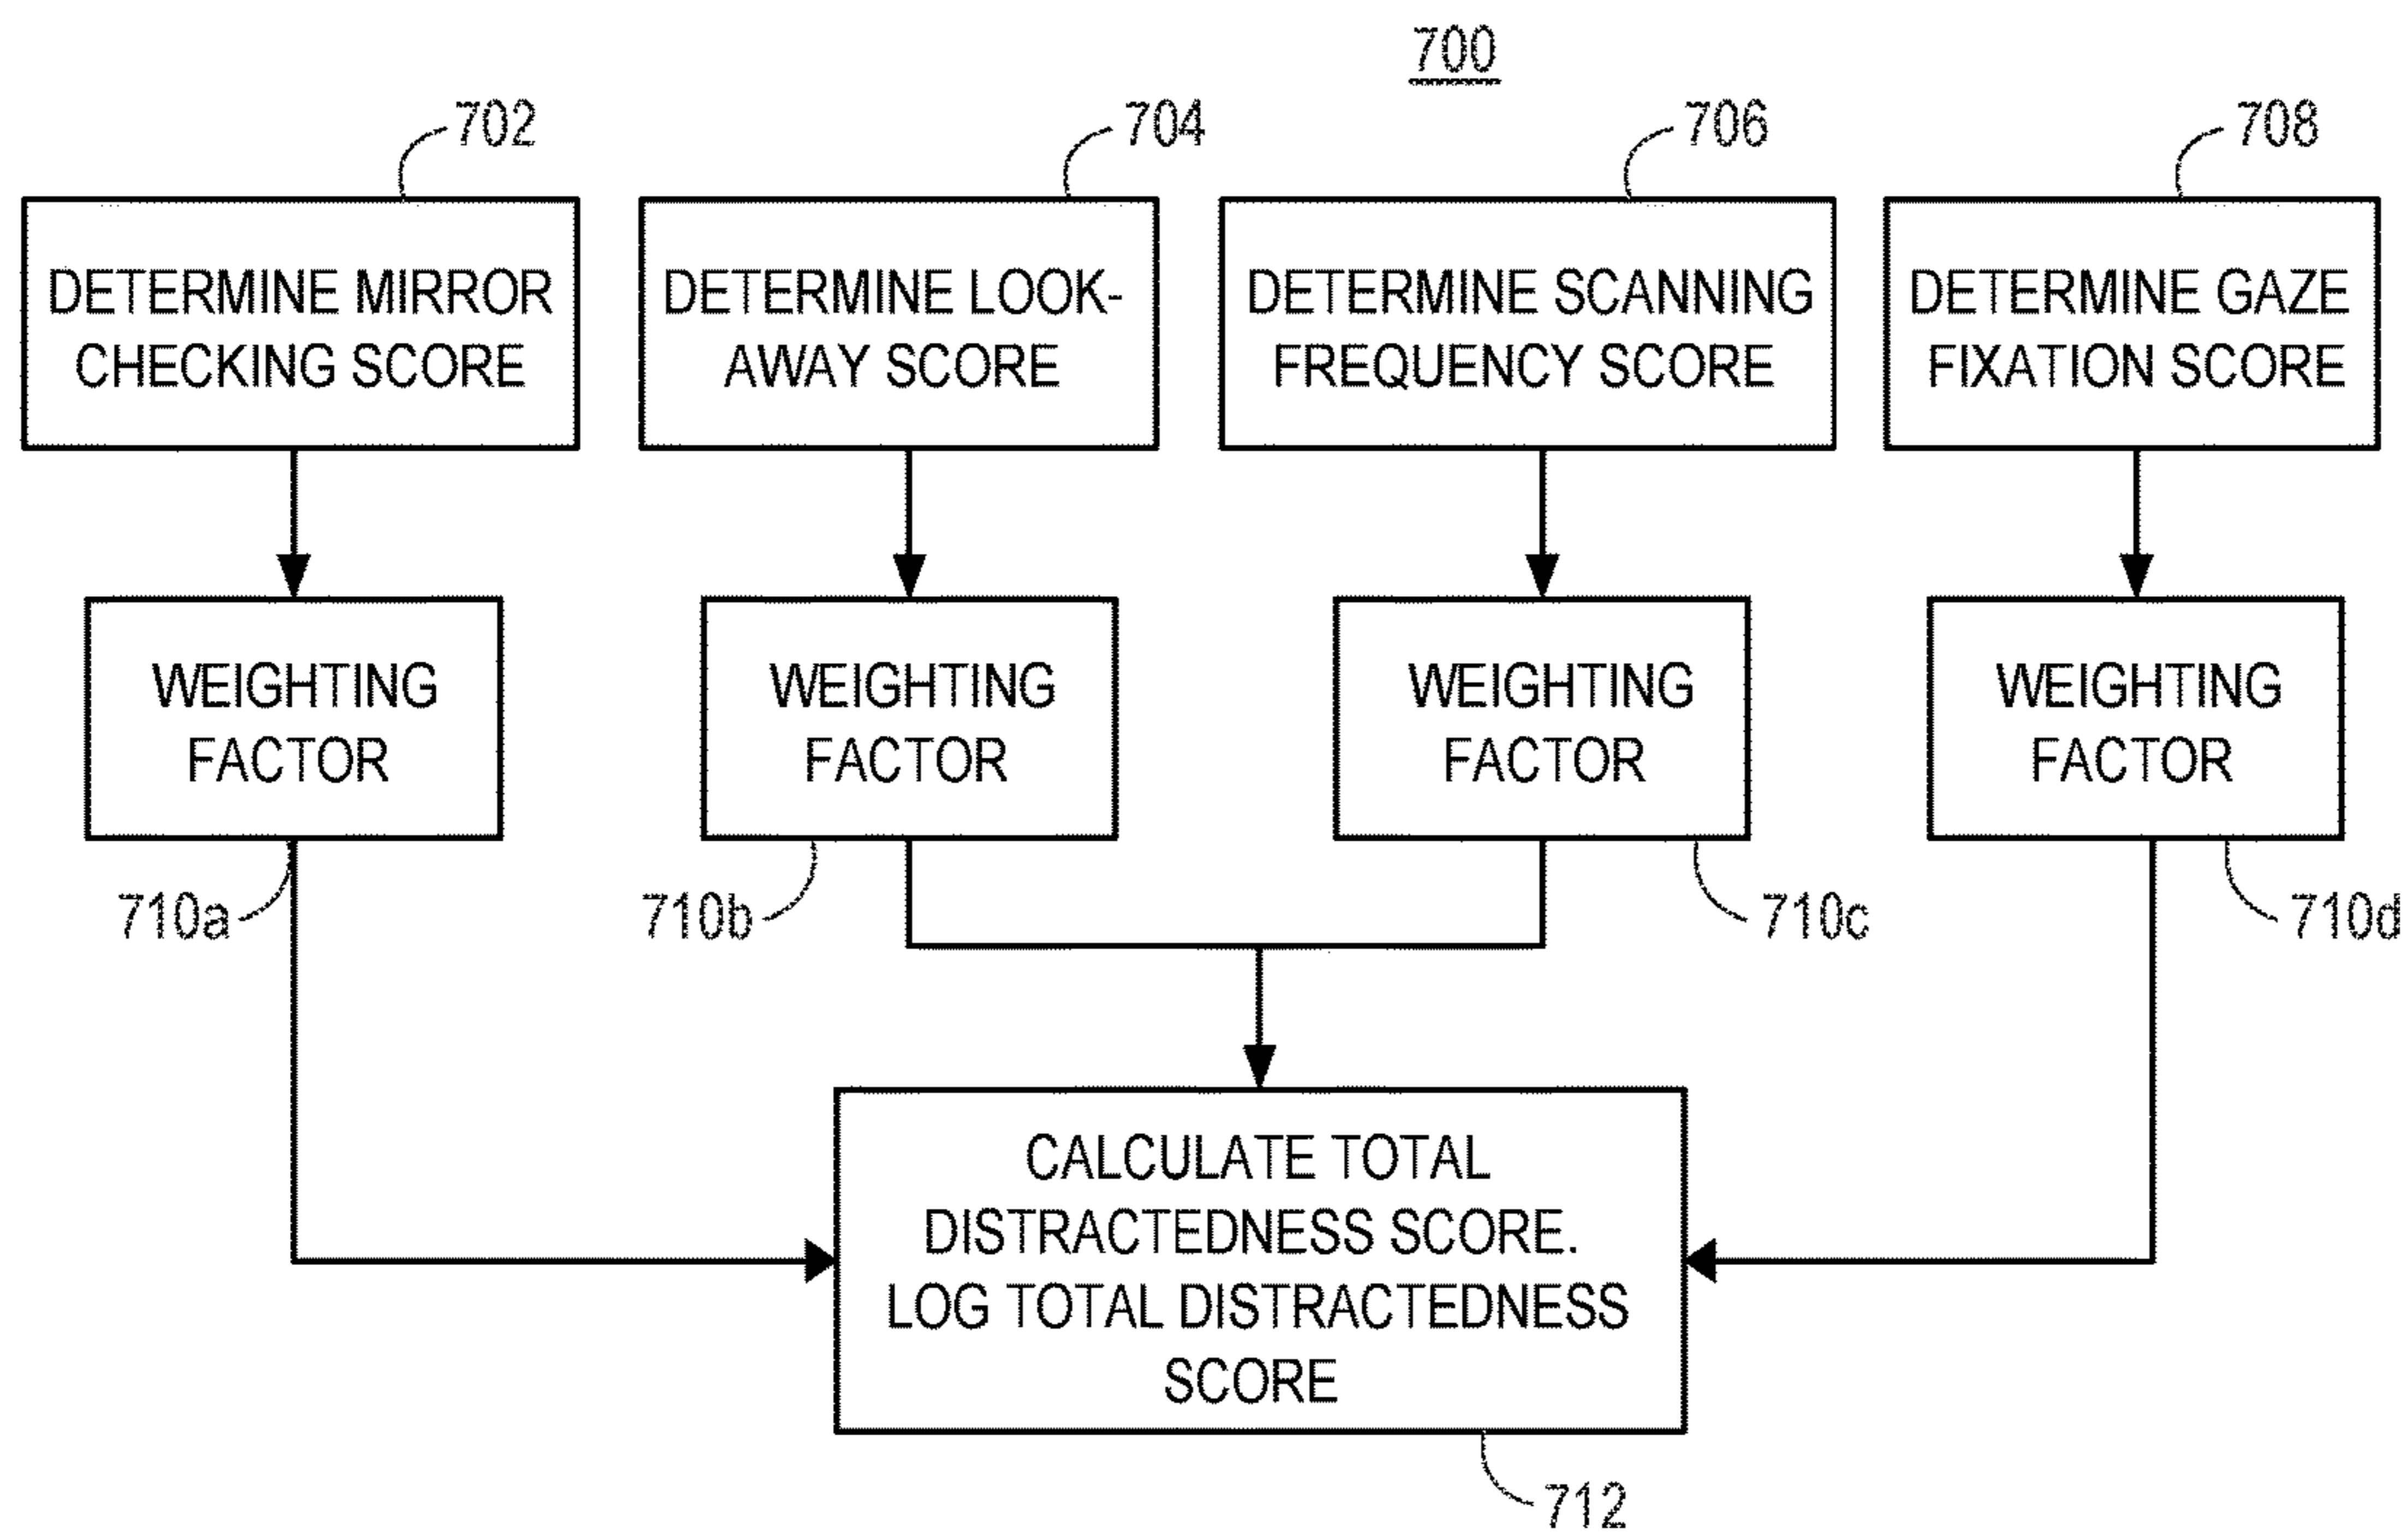 700
702
704
706
708
DETERMINE MIRROR
CHECKING SCORE
DETERMINE LOOK-
AWAY SCORE
DETERMINE SCANNING
FREQUENCY SCORE
DETERMINE GAZE
FIXATION SCORE
WEIGHTING
FACTOR
WEIGHTING
FACTOR
WEIGHTING
FACTOR
WEIGHTING
FACTOR
710a
710b
710c
710d
CALCULATE TOTAL
DISTRACTEDNESS SCORE.
LOG TOTAL DISTRACTEDNESS
SCORE
712